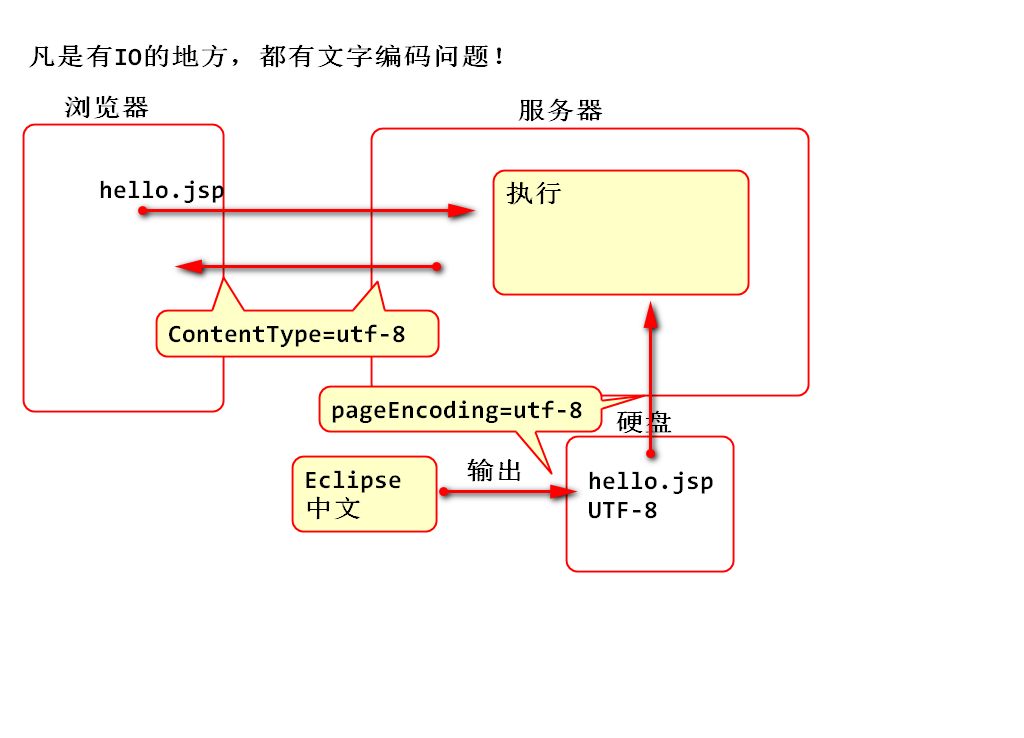 凡是有IO的地方，都有文字编码问题！
浏览器
服务器
hello.jsp
执行
ContentType=utf-8
pageEncoding=utf-8
硬盘
Eclipse
中文
输出
hello.jsp
UTF-8